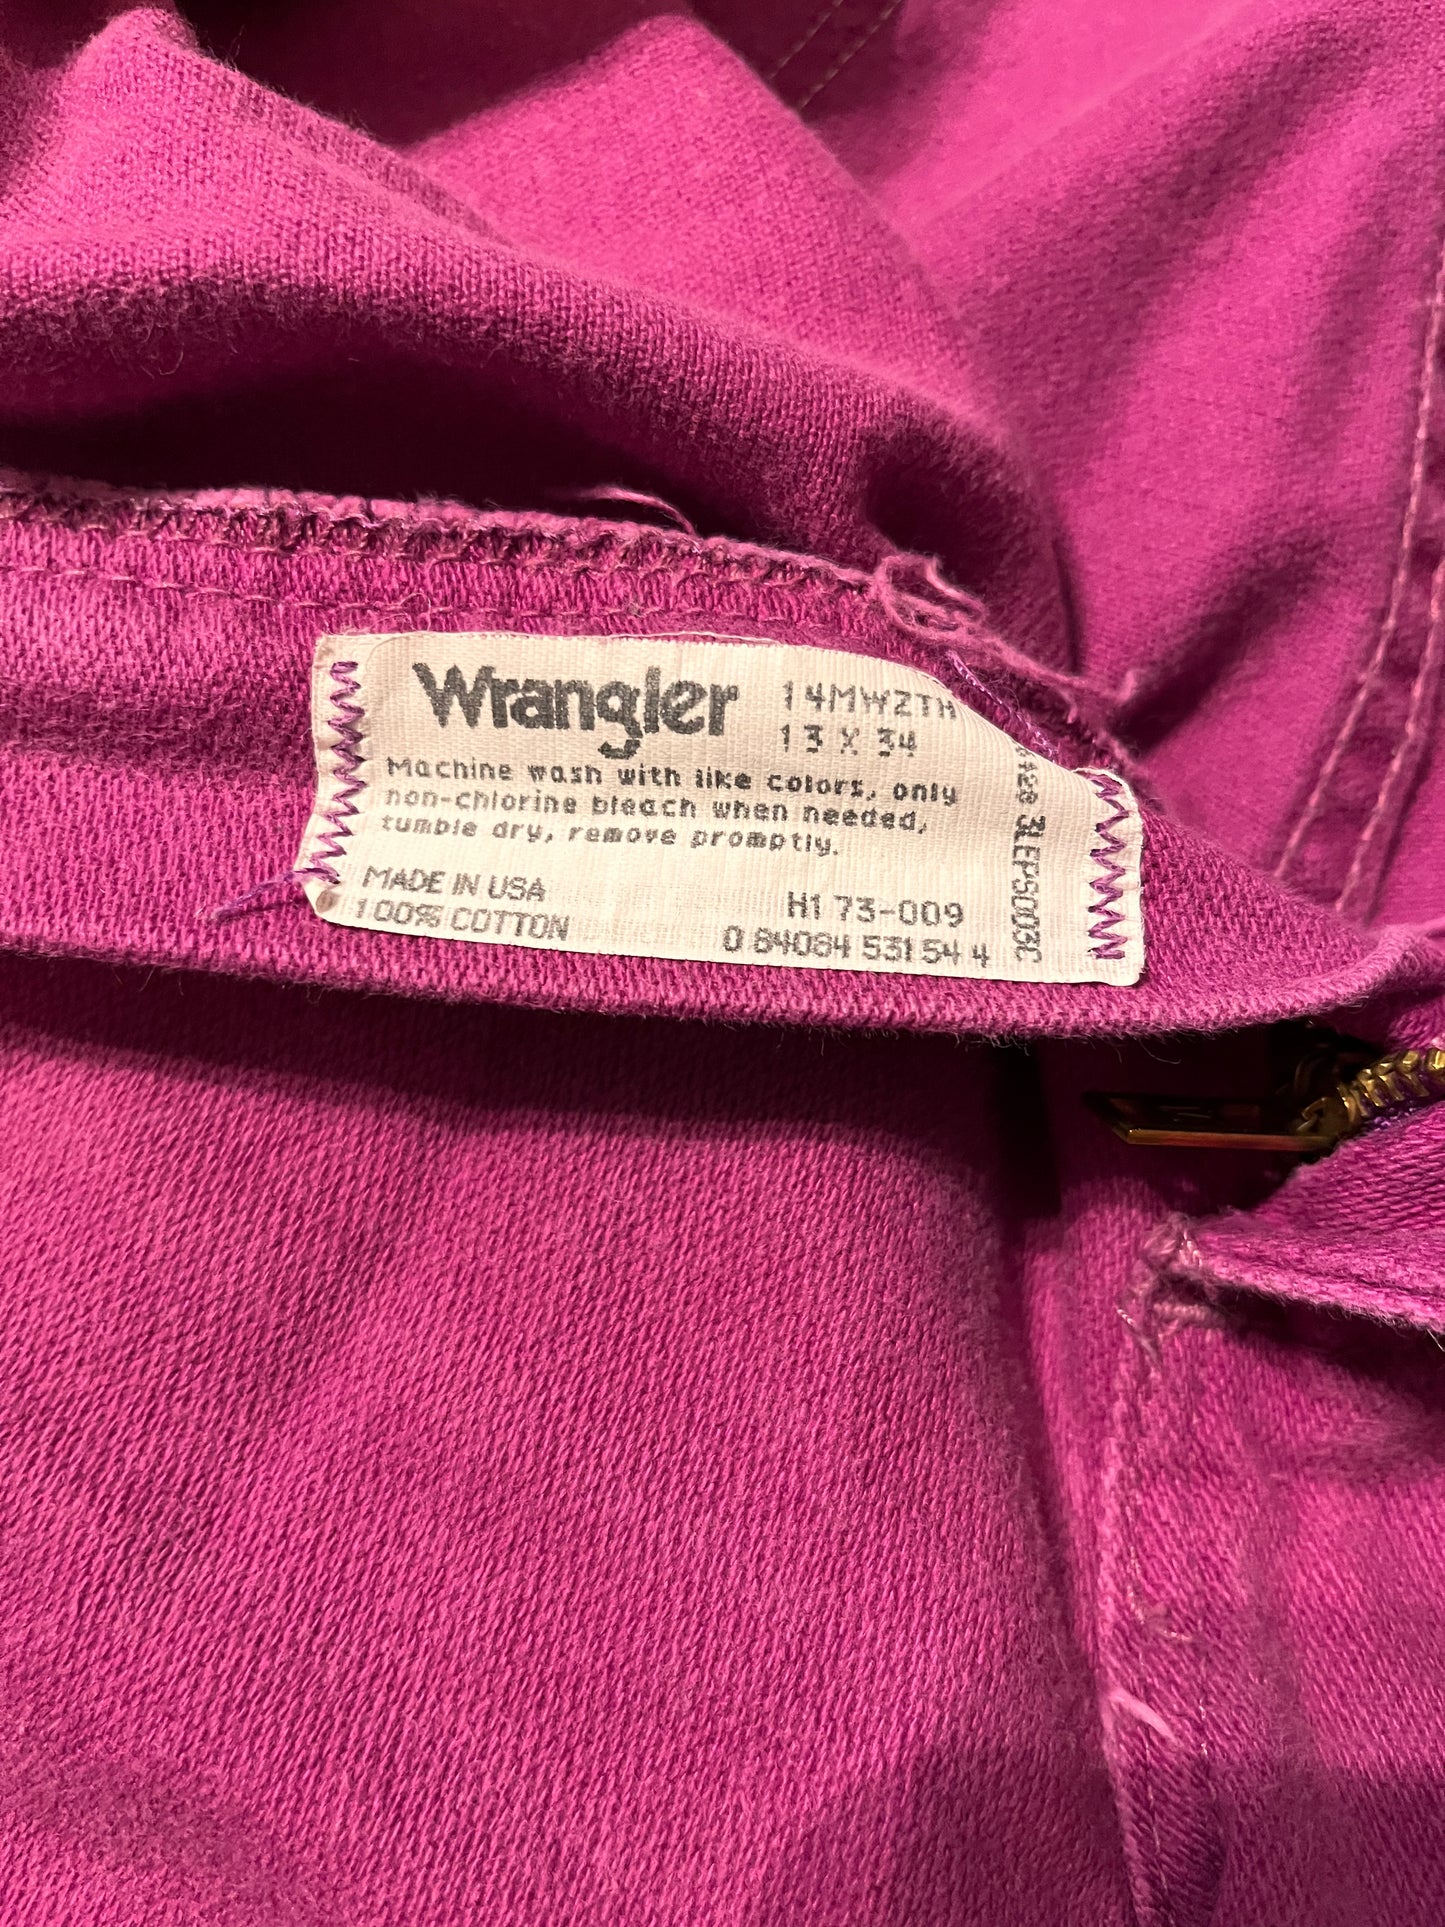 Wrangler
14MWZTH
13 X 34
Machine wash with like colors, only
non-chlorine bleach when needed,
tumble dry, remove promptly.
MADE IN USA
100% COTTON
H1 73-009
0 84084 53154 4